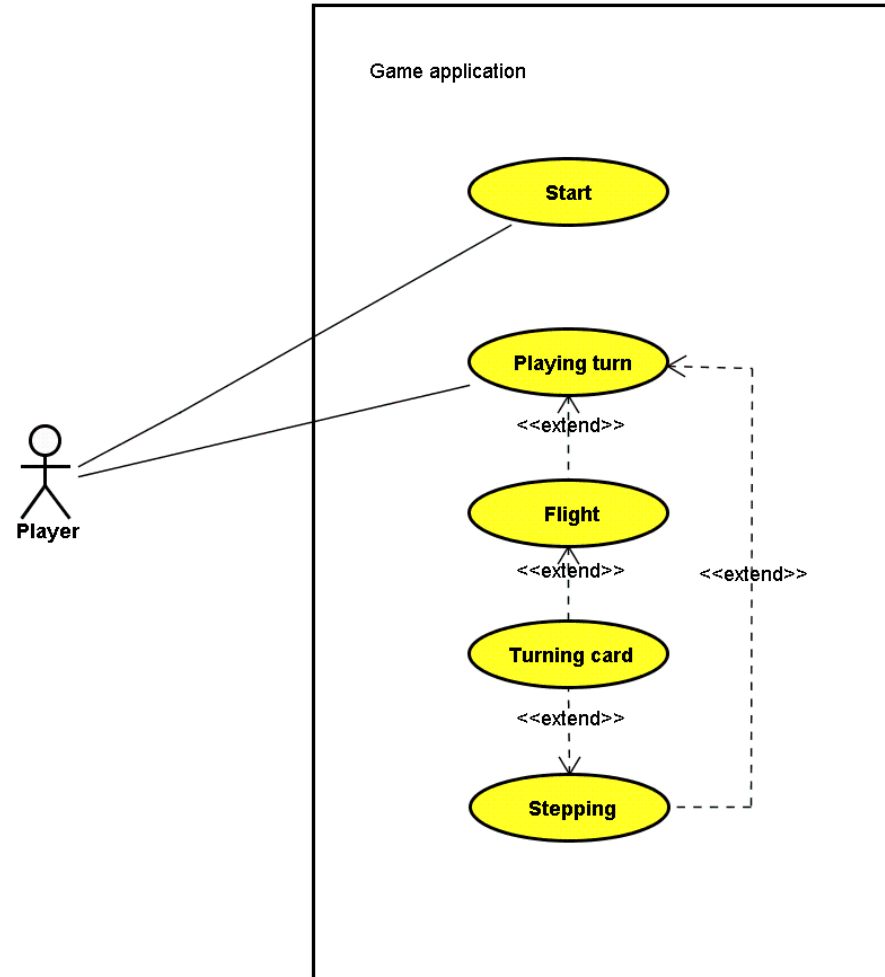 Game application
Start
Playing turn
<<extend>>
Flight
<<extend>>
<<extend>>
Turning card
<<extend>>
Stepping
Player